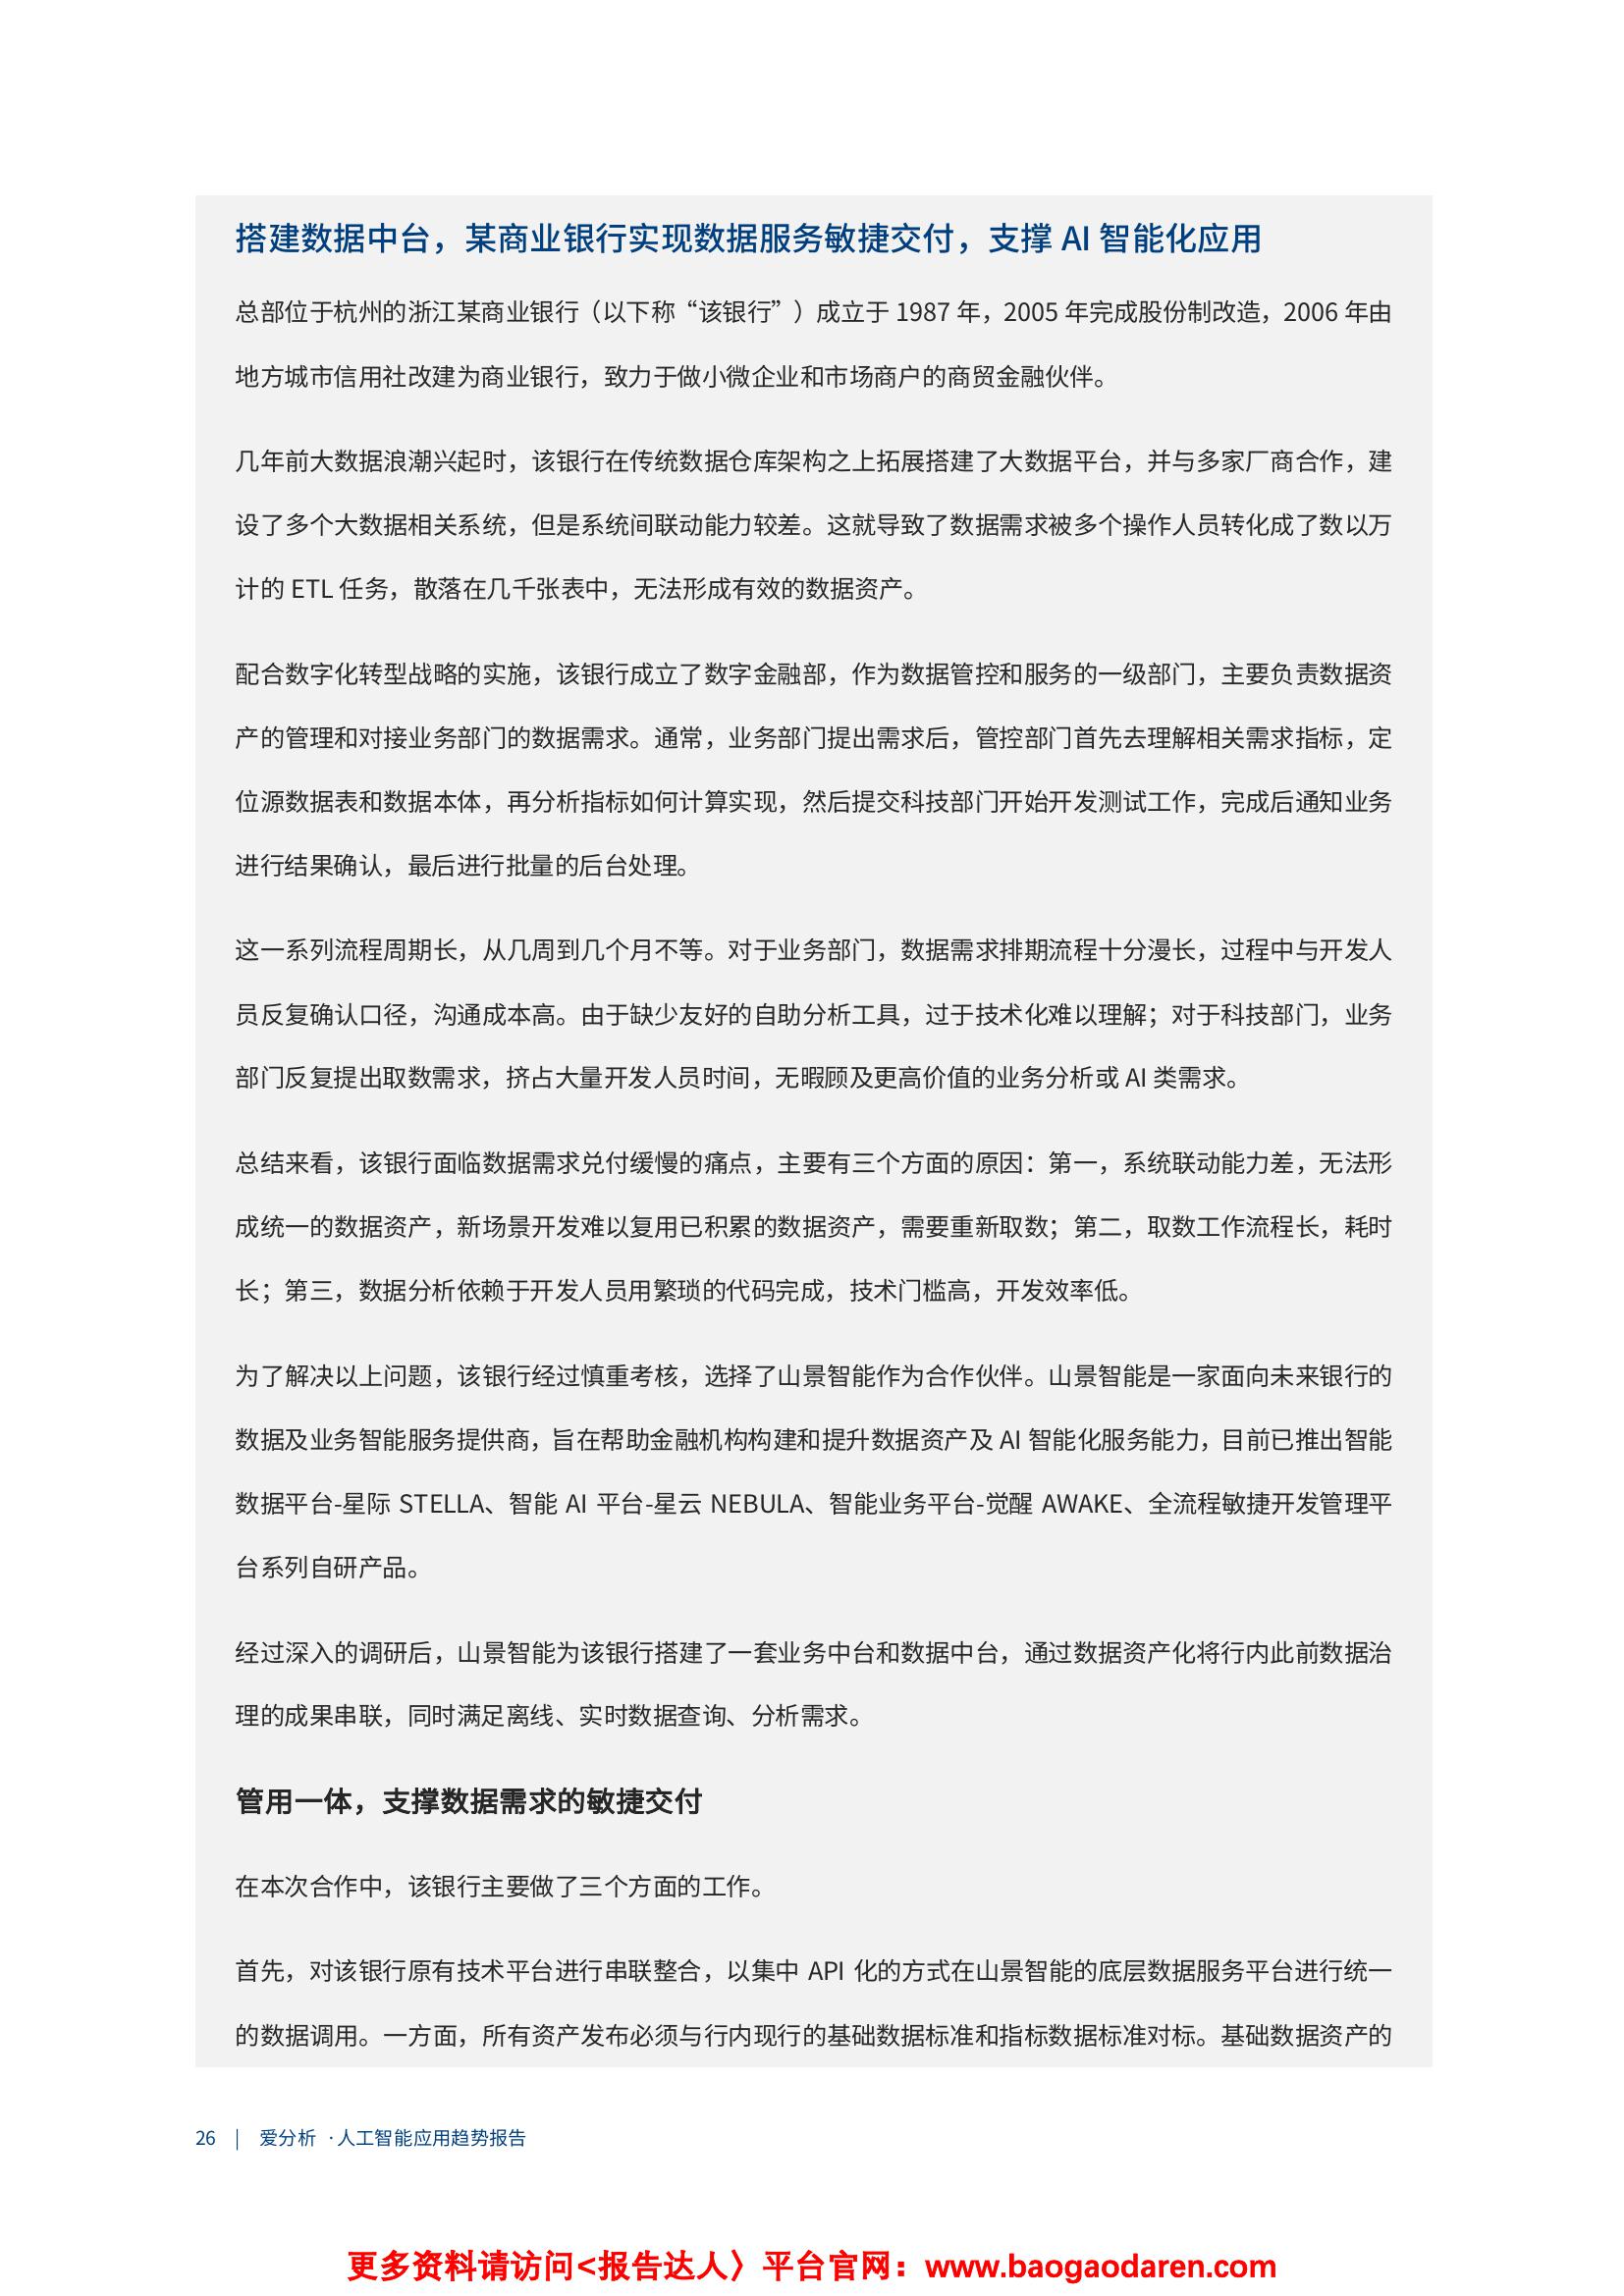 搭建数据中台，某商业银行实现数据服务敏捷交付，支撑 AI 智能化应用
总部位于杭州的浙江某商业银行（以下称“该银行”）成立于 1987 年，2005 年完成股份制改造，2006 年由
地方城市信用社改建为商业银行，致力于做小微企业和市场商户的商贸金融伙伴。
几年前大数据浪潮兴起时，该银行在传统数据仓库架构之上拓展搭建了大数据平台，并与多家厂商合作，建
设了多个大数据相关系统，但是系统间联动能力较差。这就导致了数据需求被多个操作人员转化成了数以万
计的 ETL 任务，散落在几千张表中，无法形成有效的数据资产。
配合数字化转型战略的实施，该银行成立了数字金融部，作为数据管控和服务的一级部门，主要负责数据资
产的管理和对接业务部门的数据需求。通常，业务部门提出需求后，管控部门首先去理解相关需求指标，定
位源数据表和数据本体，再分析指标如何计算实现，然后提交科技部门开始开发测试工作，完成后通知业务
进行结果确认，最后进行批量的后台处理。
这一系列流程周期长，从几周到几个月不等。对于业务部门，数据需求排期流程十分漫长，过程中与开发人
员反复确认口径，沟通成本高。由于缺少友好的自助分析工具，过于技术化难以理解；对于科技部门，业务
部门反复提出取数需求，挤占大量开发人员时间，无暇顾及更高价值的业务分析或 AI 类需求。
总结来看，该银行面临数据需求兑付缓慢的痛点，主要有三个方面的原因：第一，系统联动能力差，无法形
成统一的数据资产，新场景开发难以复用已积累的数据资产，需要重新取数；第二，取数工作流程长，耗时
长；第三，数据分析依赖于开发人员用繁琐的代码完成，技术门槛高，开发效率低。
为了解决以上问题，该银行经过慎重考核，选择了山景智能作为合作伙伴。山景智能是一家面向未来银行的
数据及业务智能服务提供商，旨在帮助金融机构构建和提升数据资产及 AI 智能化服务能力，目前已推出智能
数据平台-星际 STELLA、智能 AI 平台-星云 NEBULA、智能业务平台-觉醒 AWAKE、全流程敏捷开发管理平
台系列自研产品。
经过深入的调研后，山景智能为该银行搭建了一套业务中台和数据中台，通过数据资产化将行内此前数据治
理的成果串联，同时满足离线、实时数据查询、分析需求。
管用一体，支撑数据需求的敏捷交付
在本次合作中，该银行主要做了三个方面的工作。
首先，对该银行原有技术平台进行串联整合，以集中 API 化的方式在山景智能的底层数据服务平台进行统一
的数据调用。一方面，所有资产发布必须与行内现行的基础数据标准和指标数据标准对标。基础数据资产的
26 | 爱分析 ·人工智能应用趋势报告
更多资料请访问<报告达人〉平台官网：www.baogaodaren.com